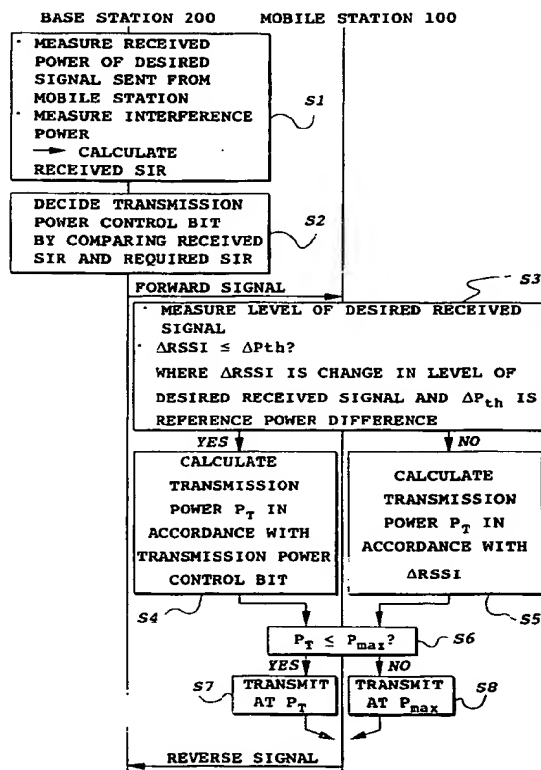 BASE STATION 200 MOBILE STATION 100
· MEASURE RECEIVED
POWER OF DESIRED
SIGNAL SENT FROM
MOBILE STATION
· MEASURE INTERFERENCE
POWER
→ CALCULATE
RECEIVED SIR
S1
DECIDE TRANSMISSION
POWER CONTROL BIT
BY COMPARING RECEIVED
SIR AND REQUIRED SIR
S2
FORWARD SIGNAL
S3
· MEASURE LEVEL OF DESIRED RECEIVED
SIGNAL
· ΔRSSI ≤ ΔPth?
WHERE ΔRSSI IS CHANGE IN LEVEL OF
DESIRED RECEIVED SIGNAL AND ΔPth IS
REFERENCE POWER DIFFERENCE
YES NO
CALCULATE
TRANSMISSION
POWER PT IN
ACCORDANCE WITH
TRANSMISSION POWER
CONTROL BIT
S4
CALCULATE
TRANSMISSION
POWER PT IN
ACCORDANCE WITH
ΔRSSI
S5
PT ≤ Pmax?
S6
YES NO
S7
TRANSMIT
AT PT
TRANSMIT
AT Pmax
S8
REVERSE SIGNAL